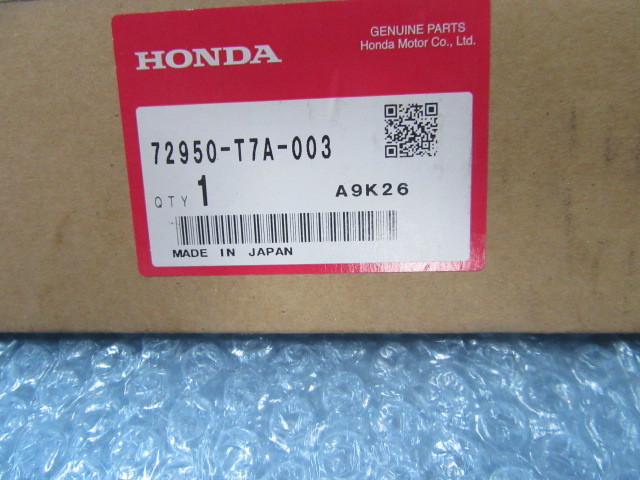 HONDA
GENUINE PARTS
Honda Motor Co., Ltd.
72950-T7A-003
QTY 1
A9K26
MADE IN JAPAN